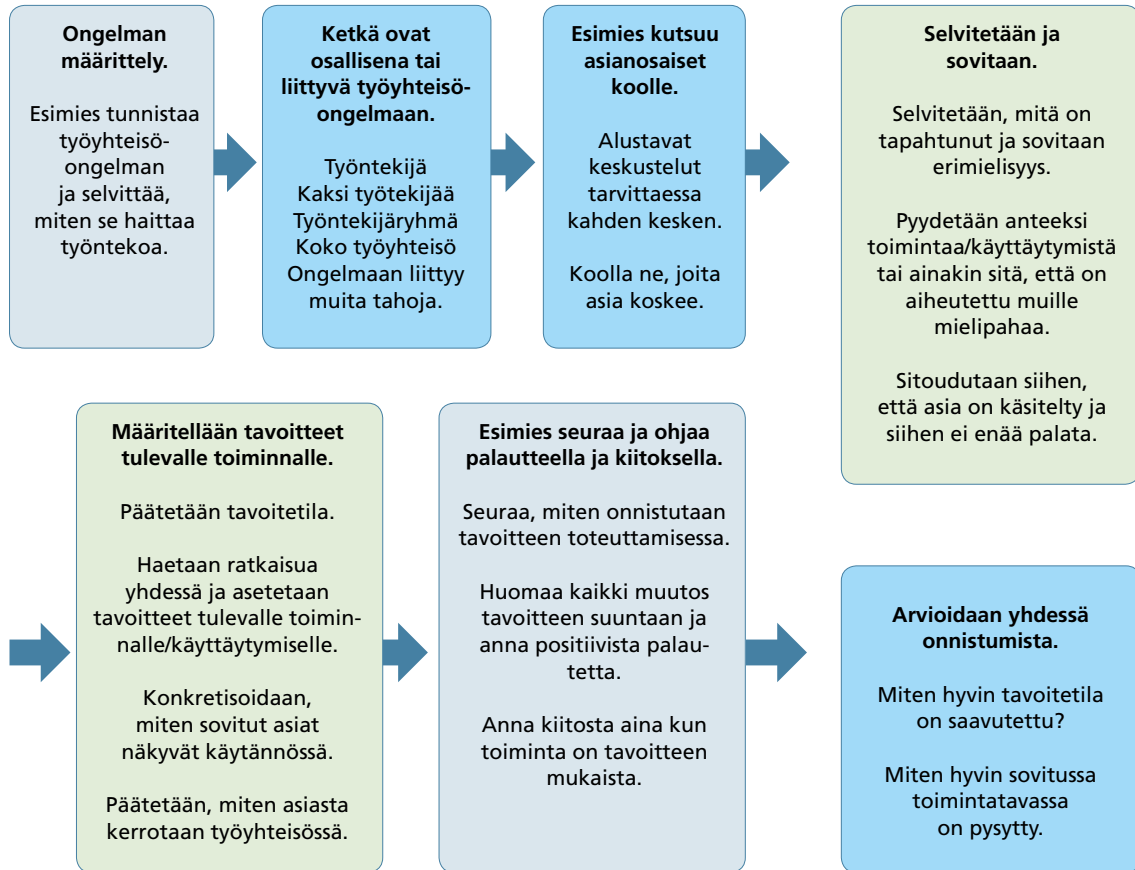 Ongelman
määrittely.
Esimies tunnistaa
työyhteisö-
ongelman
ja selvittää,
miten se haittaa
työntekoa.
Ketkä ovat
osallisena tai
liittyvä työyhteisö-
ongelmaan.
Työntekijä
Kaksi työtekijää
Työntekijäryhmä
Koko työyhteisö
Ongelmaan liittyy
muita tahoja.
Esimies kutsuu
asianosaiset
koolle.
Alustavat
keskustelut
tarvittaessa
kahden kesken.
Koolla ne, joita
asia koskee.
Selvitetään ja
sovitaan.
Selvitetään, mitä on
tapahtunut ja sovitaan
erimielisyys.
Pyydetään anteeksi
toimintaa/käyttäytymistä
tai ainakin sitä, että on
aiheutettu muille
mielipahaa.
Sitoudutaan siihen,
että asia on käsitelty ja
siihen ei enää palata.
Määritellään tavoitteet
tulevalle toiminnalle.
Päätetään tavoitetila.
Haetaan ratkaisua
yhdessä ja asetetaan
tavoitteet tulevalle toimin-
nalle/käyttäytymiselle.
Konkretisoidaan,
miten sovitut asiat
näkyvät käytännössä.
Päätetään, miten asiasta
kerrotaan työyhteisössä.
Esimies seuraa ja ohjaa
palautteella ja kiitoksella.
Seuraa, miten onnistutaan
tavoitteen toteuttamisessa.
Huomaa kaikki muutos
tavoitteen suuntaan ja
anna positiivista palau-
tetta.
Anna kiitosta aina kun
toiminta on tavoitteen
mukaista.
Arvioidaan yhdessä
onnistumista.
Miten hyvin tavoitetila
on saavutettu?
Miten hyvin sovitussa
toimintatavassa
on pysytty.